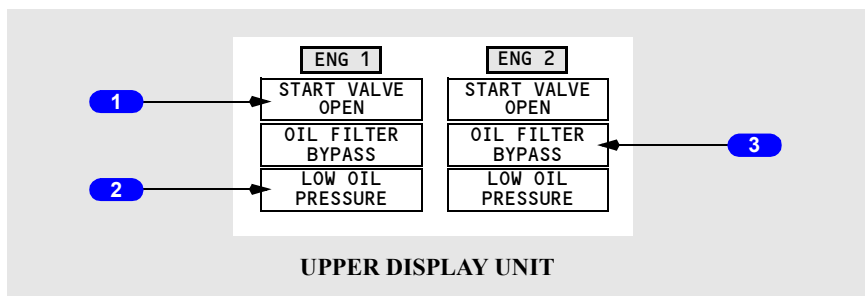 ENG 1 ENG 2
START VALVE OPEN START VALVE OPEN
1
OIL FILTER BYPASS OIL FILTER BYPASS
3
LOW OIL PRESSURE LOW OIL PRESSURE
2
UPPER DISPLAY UNIT